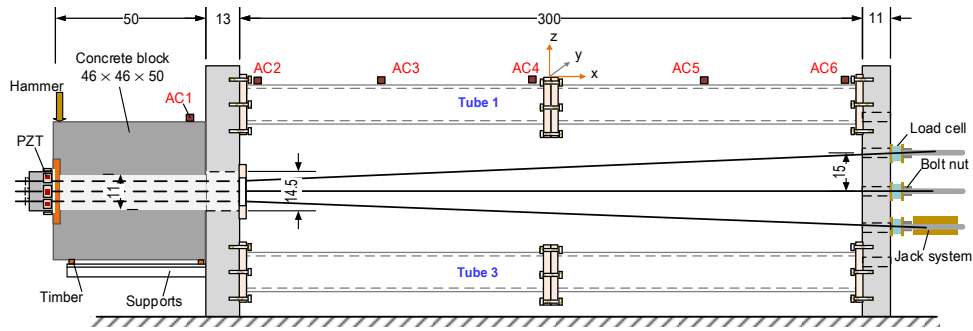 50
13
300
11
Concrete block
46 × 46 × 50
z
y
x
AC2
AC3
AC4
AC5
AC6
Hammer
AC1
Tube 1
PZT
Load cell
Bolt nut
11
14.5
15
Jack system
Tube 3
Timber
Supports